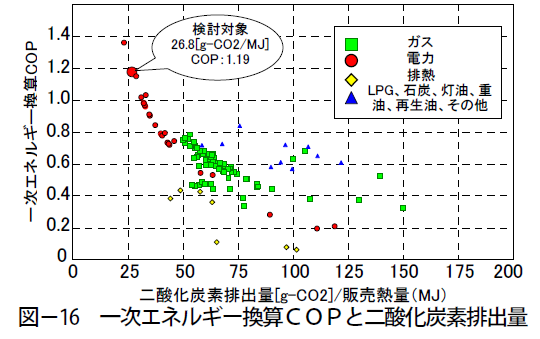 検討対象
26.8[g-CO2/MJ]
COP:1.19
ガス
電力
排熱
LPG、石炭、灯油、重
油、再生油、その他
一次エネルギー換算COP
1.4
1.2
1.0
0.8
0.6
0.4
0.2
0
0
25
50
75
100
125
150
175
200
二酸化炭素排出量[g-CO2]/販売熱量(MJ)
図－16　一次エネルギー換算ＣＯＰと二酸化炭素排出量